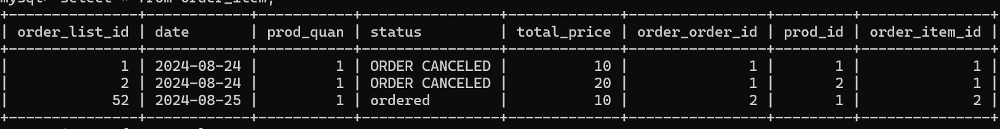 mysql> select * from order_item;
+---------------+------------+-----------+----------------+-------------+----------------+---------+---------------+
| order_list_id | date       | prod_quan | status         | total_price | order_order_id | prod_id | order_item_id |
+---------------+------------+-----------+----------------+-------------+----------------+---------+---------------+
|             1 | 2024-08-24 |         1 | ORDER CANCELED |          10 |              1 |       1 |             1 |
|             2 | 2024-08-24 |         1 | ORDER CANCELED |          20 |              1 |       2 |             1 |
|            52 | 2024-08-25 |         1 | ordered        |          10 |              2 |       1 |             2 |
+---------------+------------+-----------+----------------+-------------+----------------+---------+---------------+